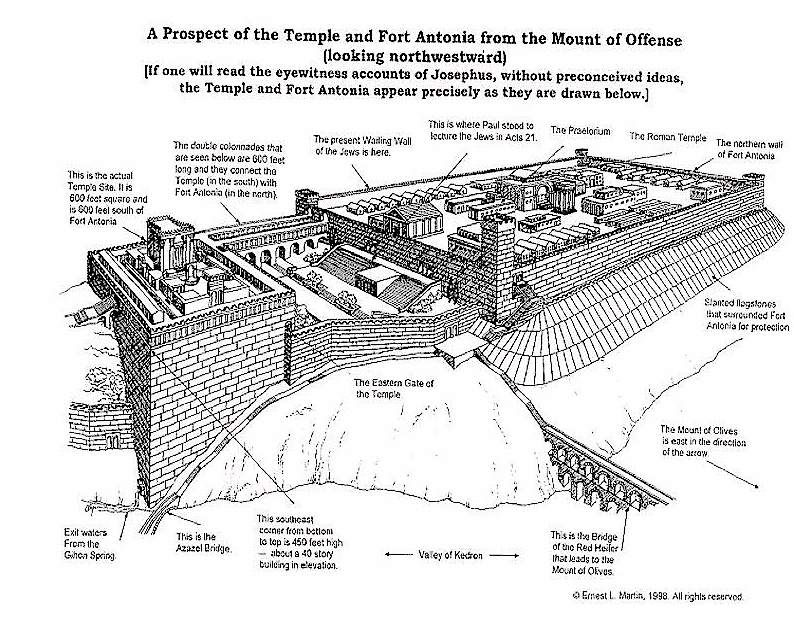 A Prospect of the Temple and Fort Antonia from the Mount of Offense
(looking northwestward)
[If one will read the eyewitness accounts of Josephus, without preconceived ideas,
the Temple and Fort Antonia appear precisely as they are drawn below.]
This is the actual
Temple Site. It is
600 feet square and
is 600 feet south of
Fort Antonia
The double colonnades that
are seen below are 600 feet
long and they connect the
Temple (in the south) with
Fort Antonia (in the north).
The present Wailing Wall
of the Jews is here.
This is where Paul stood to
lecture the Jews in Acts 21.
The Praetorium
The Roman Temple
The northern wall
of Fort Antonia
Slanted flagstones
that surrounded Fort
Antonia for protection
The Eastern Gate of
the Temple
The Mount of Olives
is east in the direction
of the arrow.
Exit waters
From the
Gihon Spring.
This is the
Azazel Bridge.
This southeast
corner from bottom
to top is 450 feet high
— about a 40 story
building in elevation.
Valley of Kedron
This is the Bridge
of the Red Heifer
that leads to the
Mount of Olives.
© Ernest L. Martin, 1998. All rights reserved.